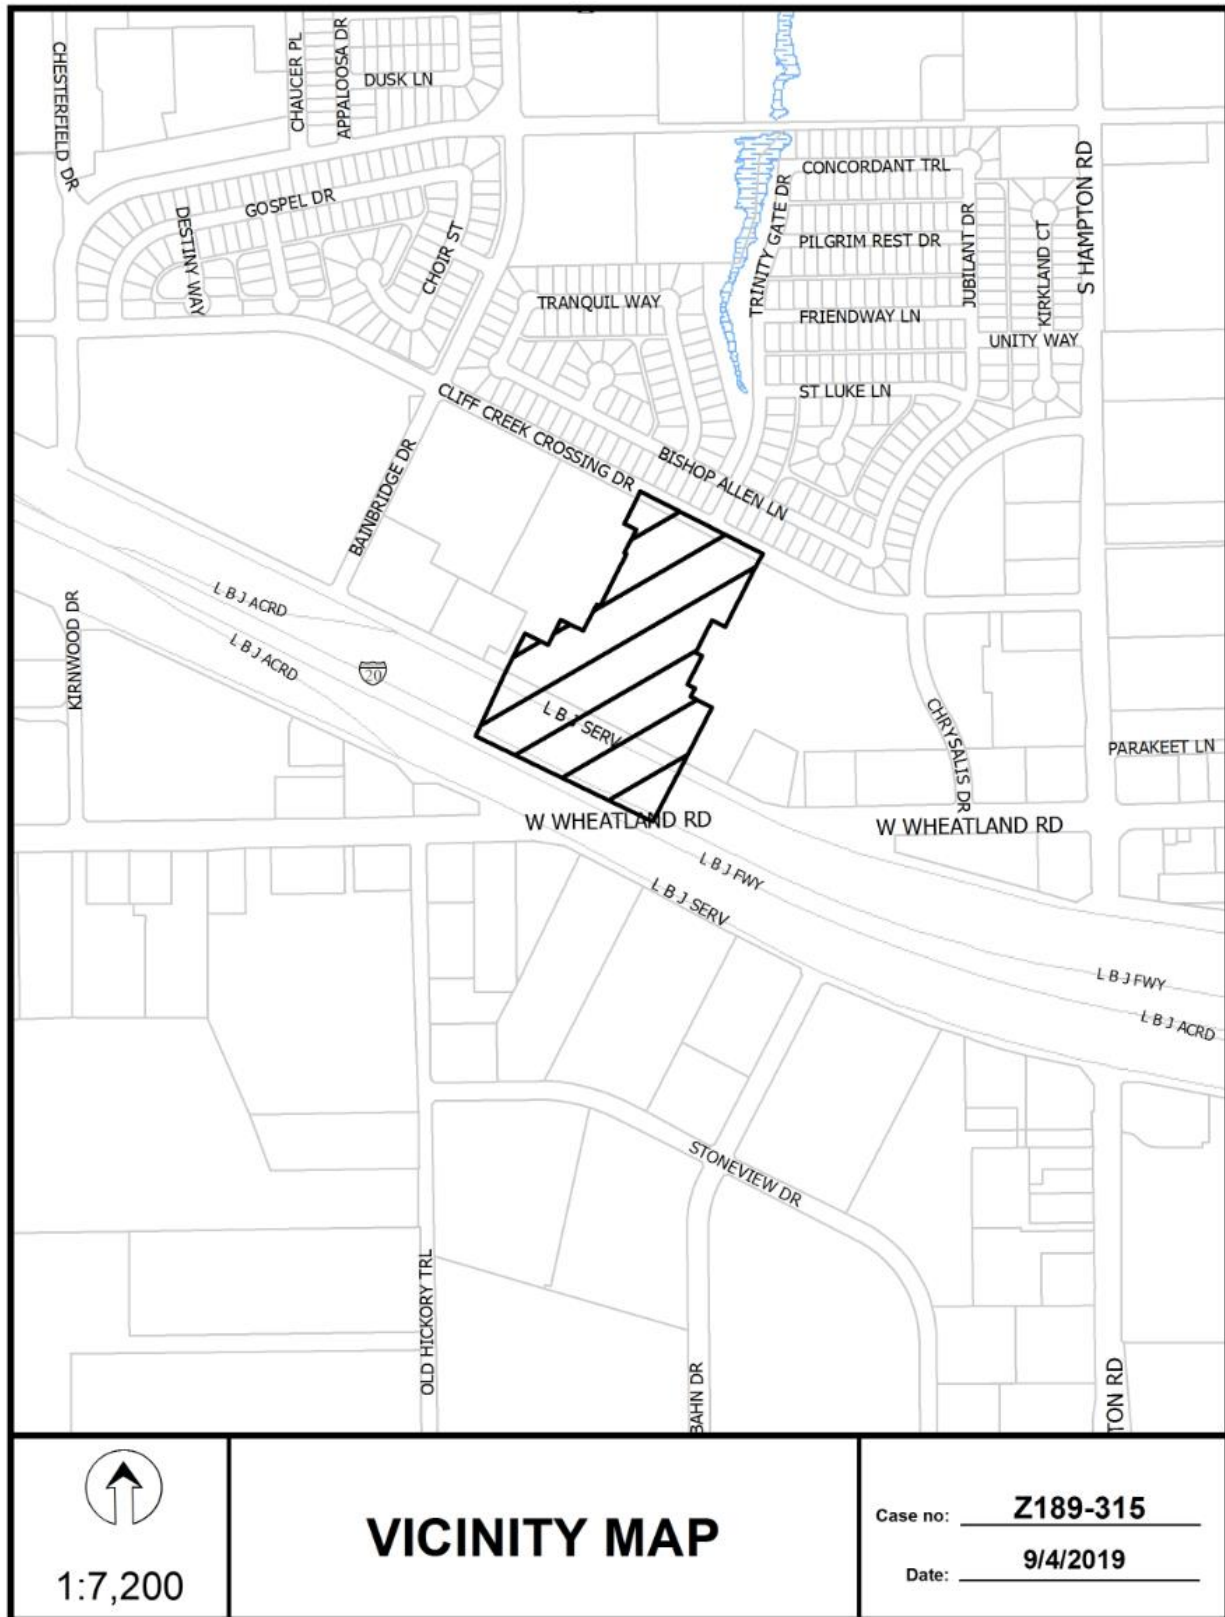 CHESTERFIELD DR
CHAUCER PL
APPALOOSA DR
DUSK LN
GOSPEL DR
DESTINY WAY
CHOIR ST
TRANQUIL WAY
TRINITY GATE DR
CONCORDANT TRL
PILGRIM REST DR
FRIENDWAY LN
ST LUKE LN
JUBILANT DR
KIRKLAND CT
S HAMPTON RD
UNITY WAY
CLIFF CREEK CROSSING DR
BISHOP ALLEN LN
BAINBRIDGE DR
L B J ACRD
L B J ACRD
20
KIRNWOOD DR
L B J SERV
CHRYSALIS DR
PARAKEET LN
W WHEATLAND RD
W WHEATLAND RD
L B J FWY
L B J SERV
L B J FWY
L B J ACRD
STONEVIEW DR
OLD HICKORY TRL
BAHN DR
TON RD
1:7,200
VICINITY MAP
Case no: Z189-315
Date: 9/4/2019